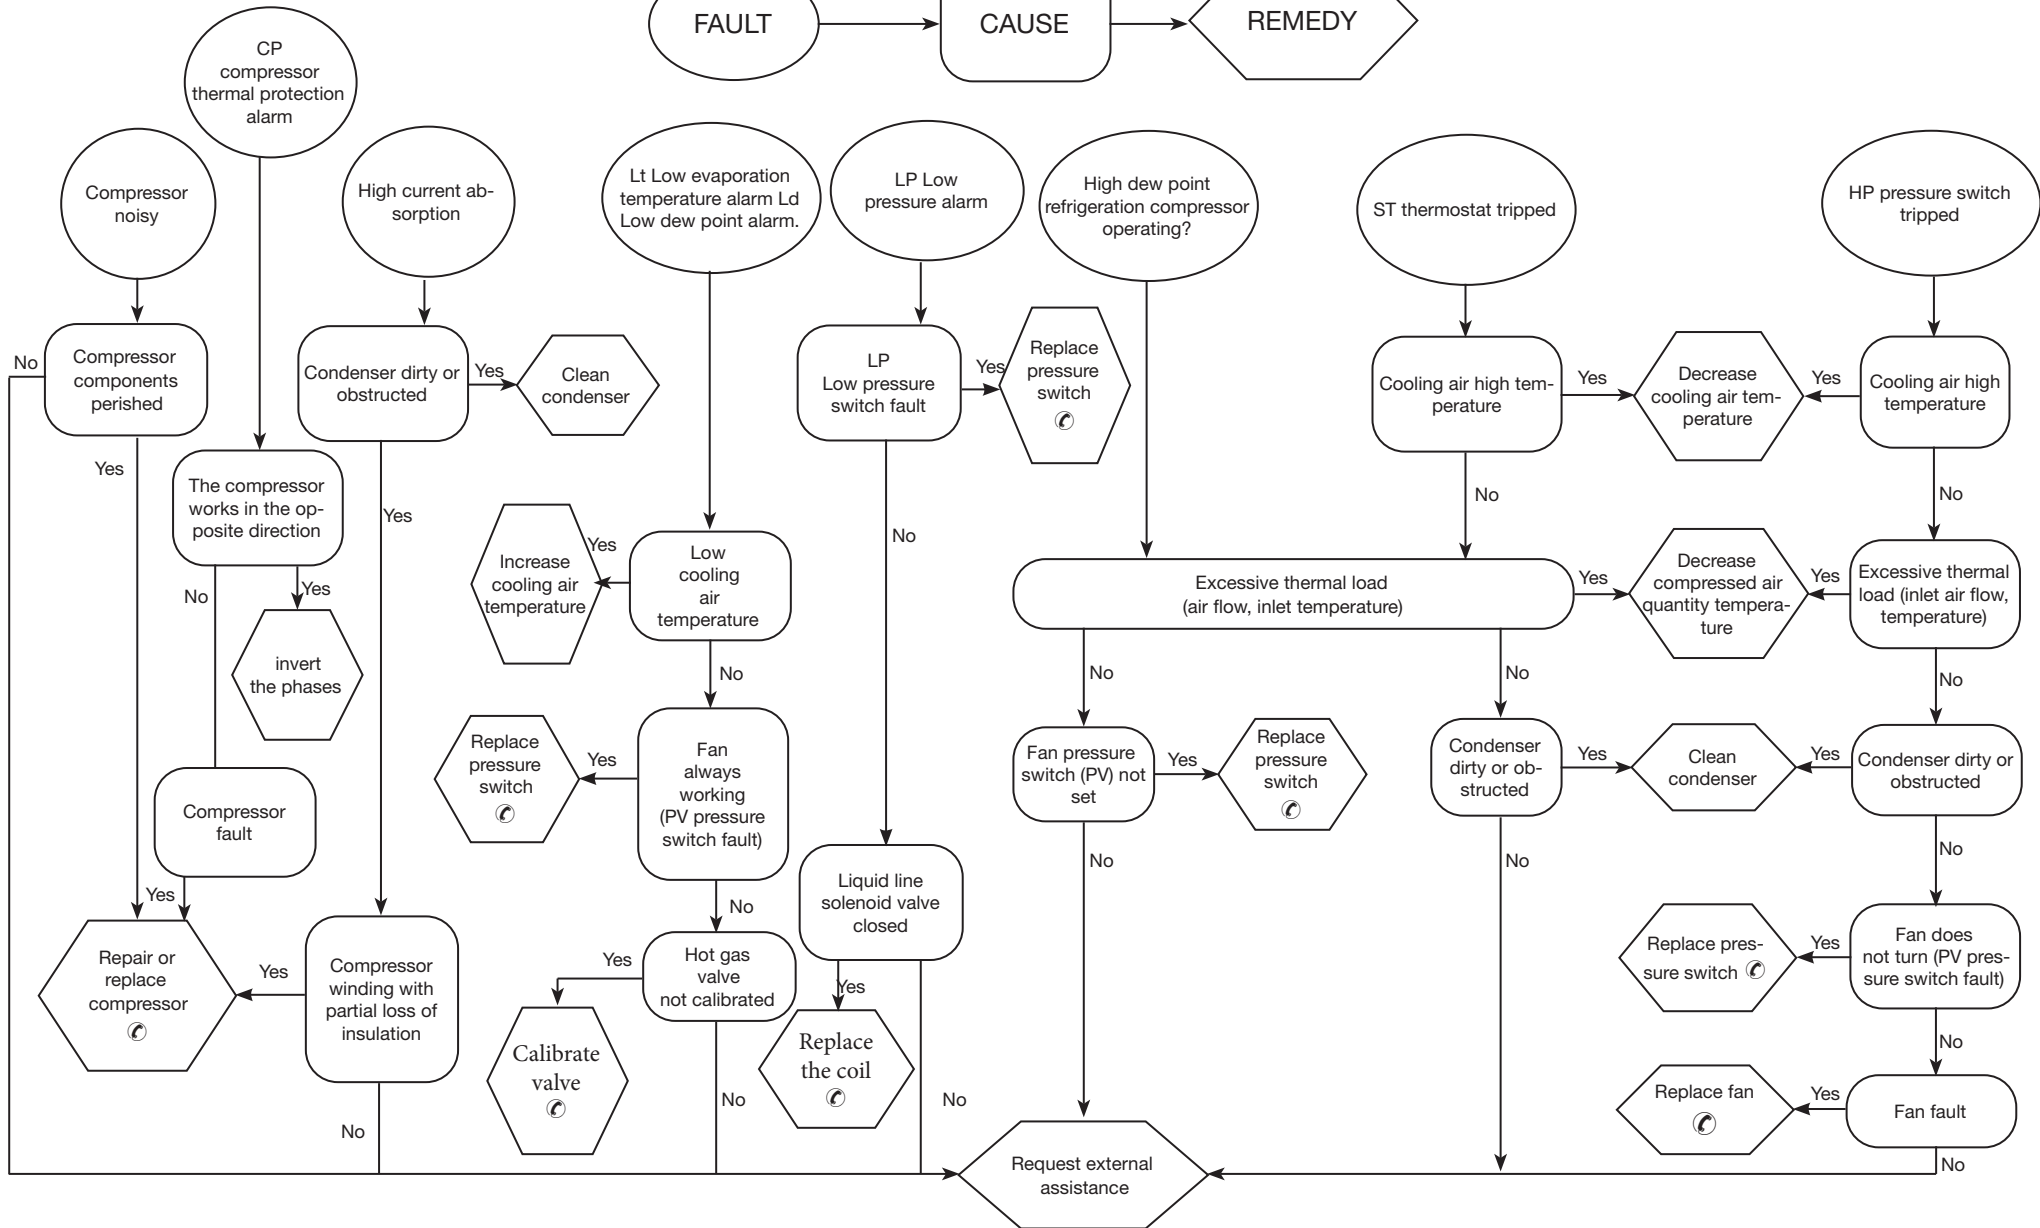 FAULT
CAUSE
REMEDY
CP
compressor
thermal protection
alarm
Compressor
noisy
High current ab-
sorption
Lt Low evaporation
temperature alarm Ld
Low dew point alarm.
LP Low
pressure alarm
High dew point
refrigeration compressor
operating?
ST thermostat tripped
HP pressure switch
tripped
No
Compressor
components
perished
Condenser dirty or
obstructed
Yes
Clean
condenser
LP
Low pressure
switch fault
Yes
Replace
pressure
switch
Cooling air high tem-
perature
Yes
Decrease
cooling air tem-
perature
Yes
Cooling air high
temperature
Yes
The compressor
works in the op-
posite direction
Yes
No
No
No
Increase
cooling air
temperature
Yes
Low
cooling
air
temperature
No
Yes
invert
the phases
Excessive thermal load
(air flow, inlet temperature)
Yes
Decrease
compressed air
quantity tempera-
ture
Yes
Excessive thermal
load (inlet air flow,
temperature)
No
No
No
No
Replace
pressure
switch
Yes
Fan
always
working
(PV pressure
switch fault)
Fan pressure
switch (PV) not
set
Yes
Replace
pressure
switch
Condenser
dirty or ob-
structed
Yes
Clean
condenser
Yes
Condenser dirty or
obstructed
Compressor
fault
No
No
No
Yes
Liquid line
solenoid valve
closed
No
Repair or
replace
compressor
Yes
Compressor
winding with
partial loss of
insulation
Yes
Hot gas
valve
not calibrated
Yes
Replace pres-
sure switch
Yes
Fan does
not turn (PV pres-
sure switch fault)
Calibrate
valve
Replace
the coil
No
No
No
Replace fan
Yes
Fan fault
No
Request external
assistance
No